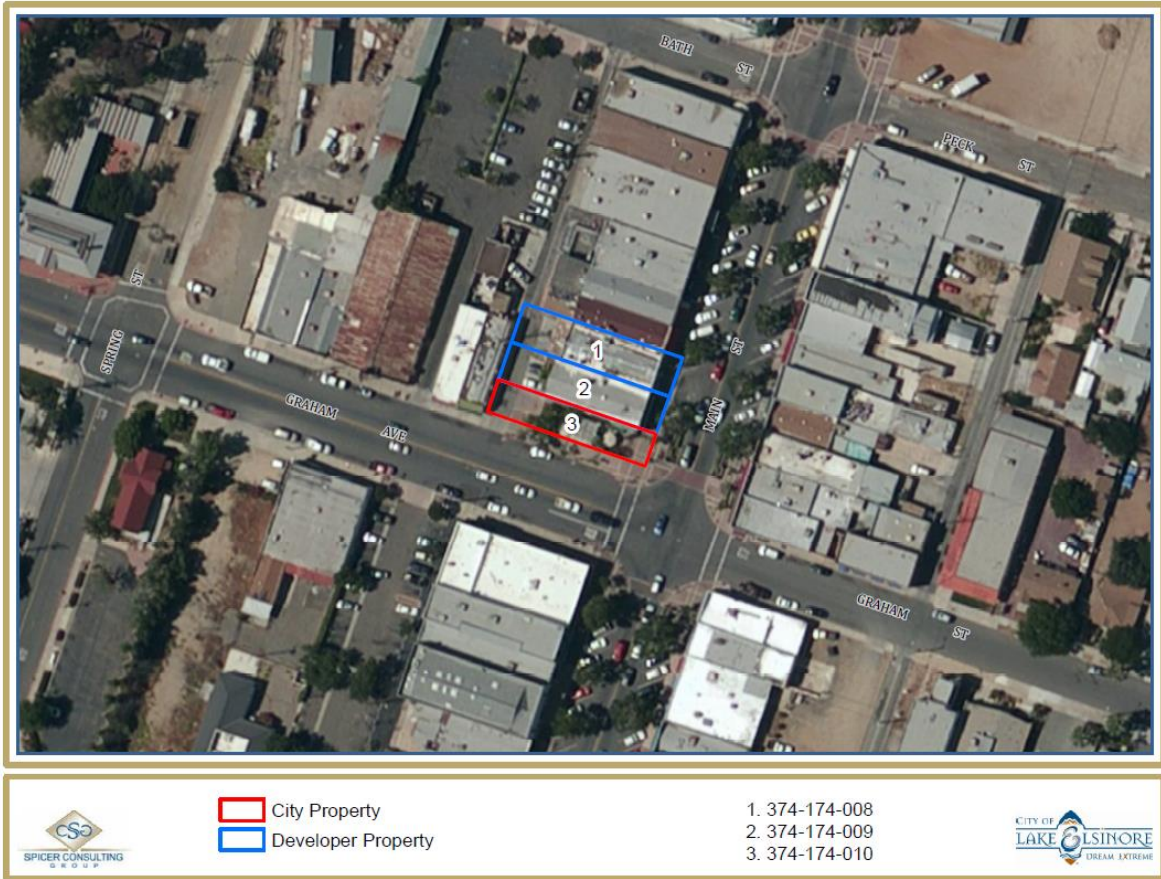 BATH ST
PECK ST
SPRING ST
1
2
3
MAIN ST
GRAHAM AVE
GRAHAM ST
CSG
SPICER CONSULTING
GROUP
City Property
Developer Property
1. 374-174-008
2. 374-174-009
3. 374-174-010
CITY OF
LAKE ELSINORE
DREAM EXTREME